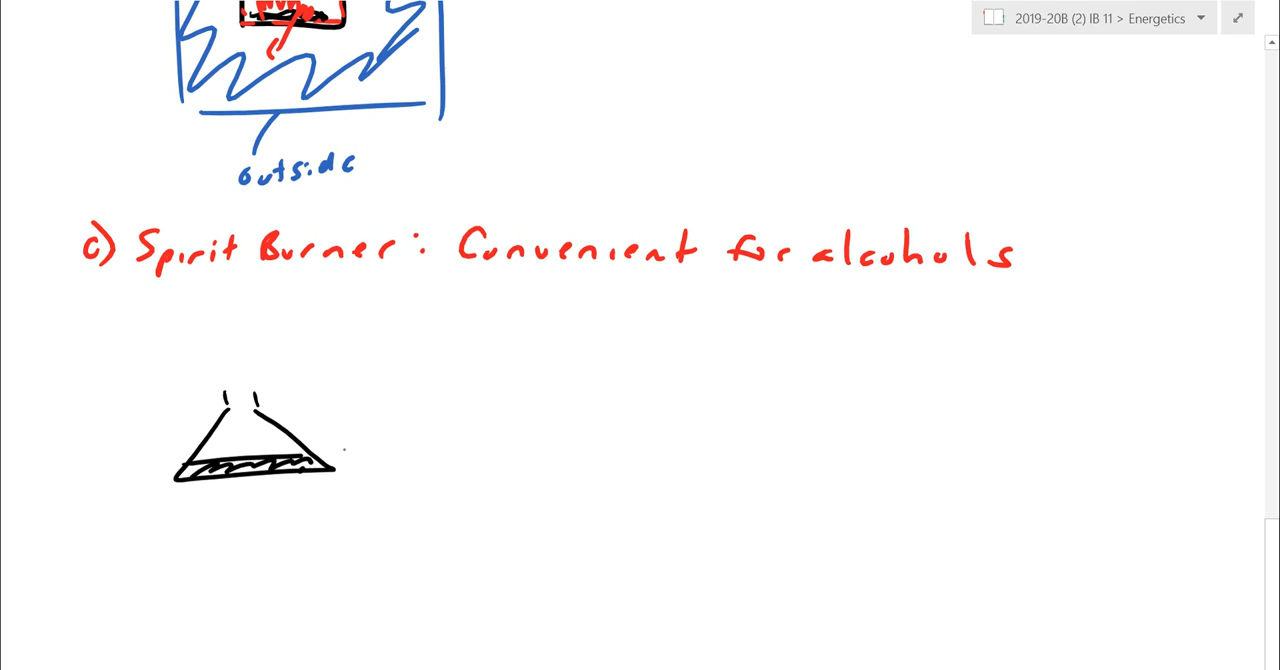 2019-20B (2) IB 11 > Energetics
outside
c) Spirit Burner: Convenient for alcohols